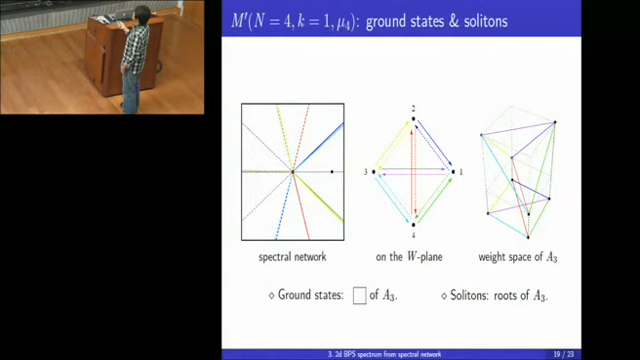 M′(N = 4, k = 1, μ₄): ground states & solitons
2
3
1
4
spectral network
on the W-plane
weight space of A₃
◇ Ground states: □ of A₃.
◇ Solitons: roots of A₃.
3. 2d BPS spectrum from spectral network
19 / 23